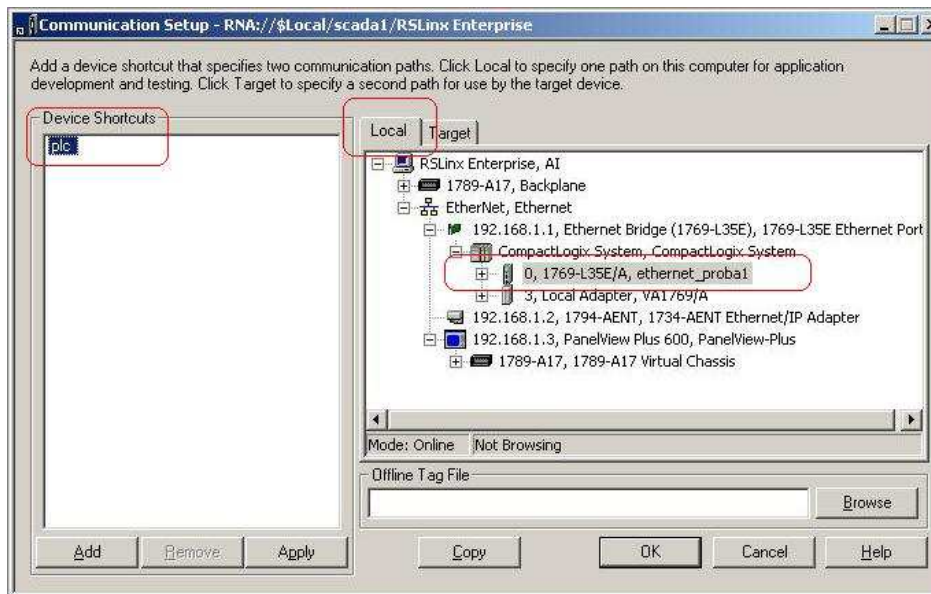 Communication Setup - RNA://$Local/scada1/RSLinx Enterprise
Add a device shortcut that specifies two communication paths. Click Local to specify one path on this computer for application
development and testing. Click Target to specify a second path for use by the target device.
Device Shortcuts
plc
Local
Target
RSLinx Enterprise, AI
1789-A17, Backplane
EtherNet, Ethernet
192.168.1.1, Ethernet Bridge (1769-L35E), 1769-L35E Ethernet Port
CompactLogix System, CompactLogix System
0, 1769-L35E/A, ethernet_proba1
3, Local Adapter, VA1769/A
192.168.1.2, 1794-AENT, 1734-AENT Ethernet/IP Adapter
192.168.1.3, PanelView Plus 600, PanelView-Plus
1789-A17, 1789-A17 Virtual Chassis
Mode: Online Not Browsing
Offline Tag File
Browse
Add Remove Apply Copy OK Cancel Help